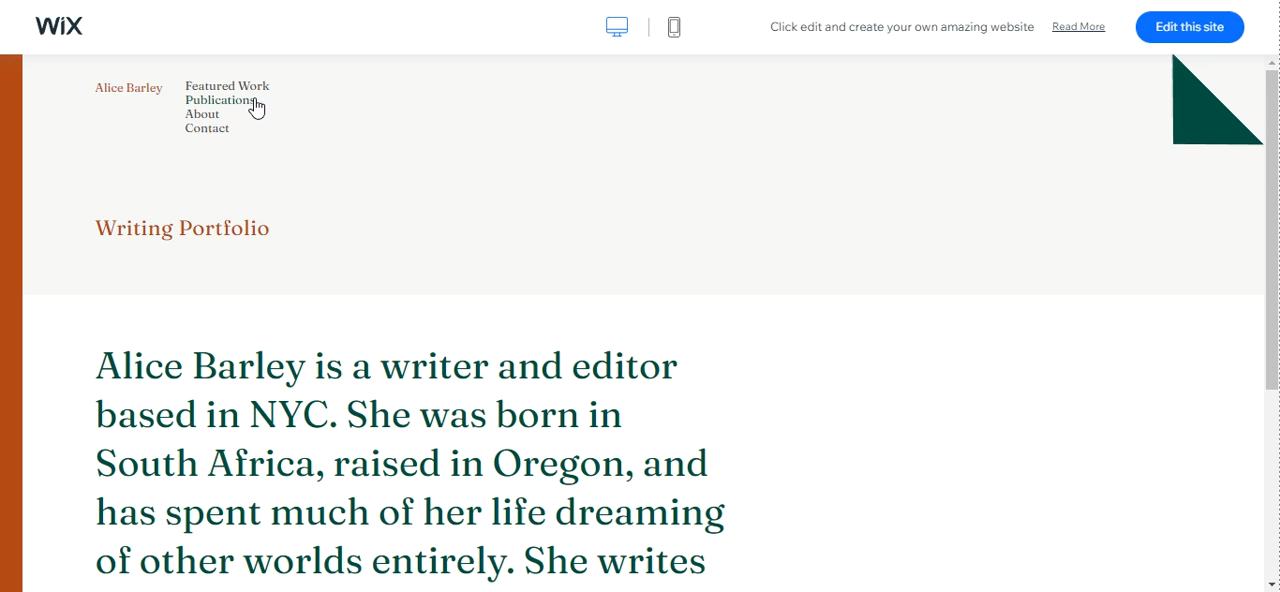 WiX
Click edit and create your own amazing website Read More Edit this site
Alice Barley
Featured Work
Publications
About
Contact
Writing Portfolio
Alice Barley is a writer and editor
based in NYC. She was born in
South Africa, raised in Oregon, and
has spent much of her life dreaming
of other worlds entirely. She writes